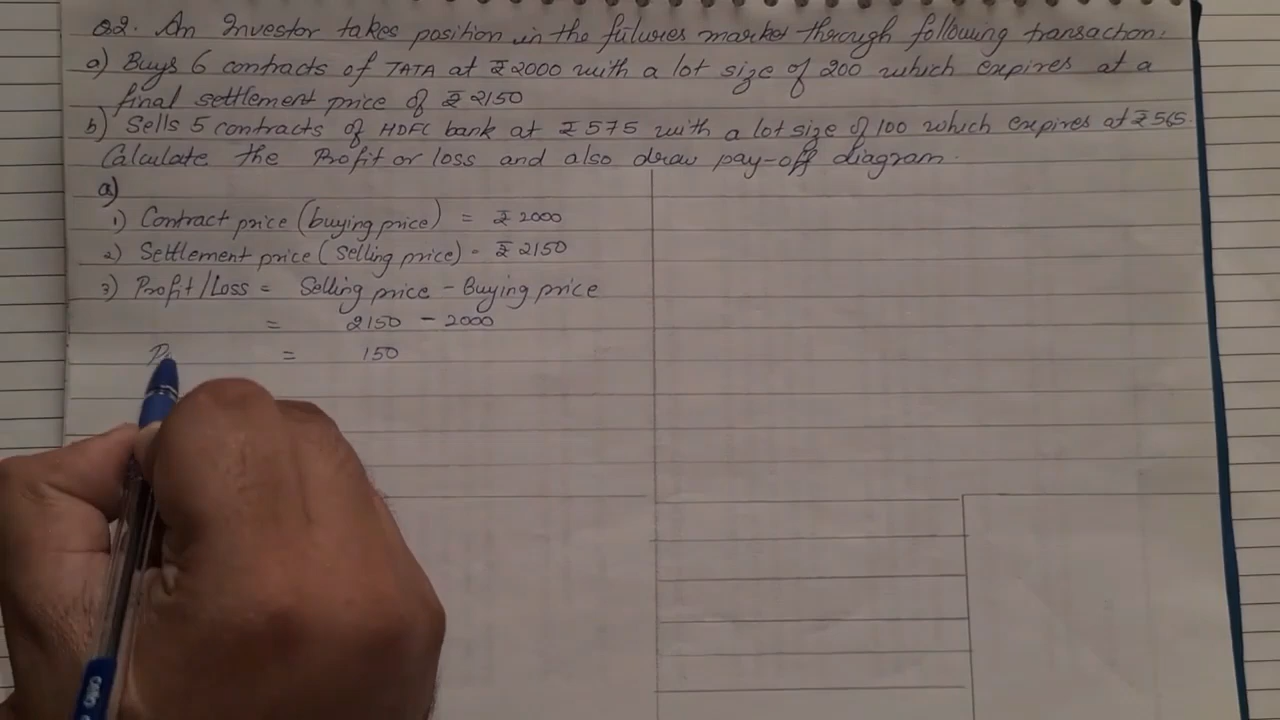 Q2. An Investor takes position in the futures market through following transaction.
a) Buys 6 contracts of TATA at ₹ 2000 with a lot size of 200 which expires at a
final settlement price of ₹ 2150
b) Sells 5 contracts of HDFC bank at ₹ 575 with a lot size of 100 which expires at ₹ 565.
Calculate the Profit or loss and also draw pay-off diagram.
a)
1) Contract price (buying price) = ₹ 2000
2) Settlement price (selling price) = ₹ 2150
3) Profit/Loss = Selling price - Buying price
= 2150 - 2000
= 150
cello